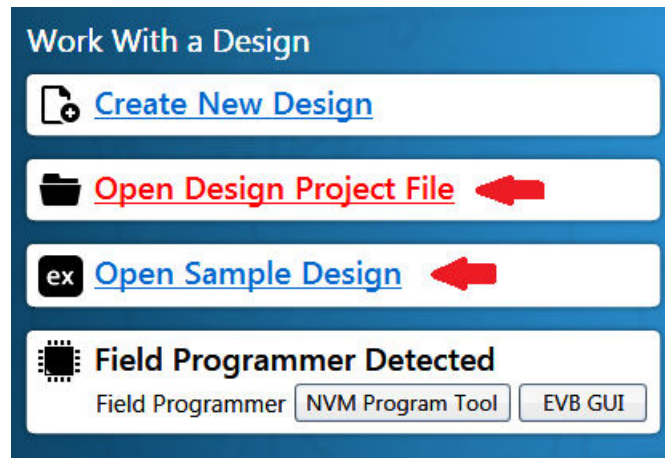 Work With a Design
Create New Design
Open Design Project File
ex Open Sample Design
Field Programmer Detected
Field Programmer NVM Program Tool EVB GUI